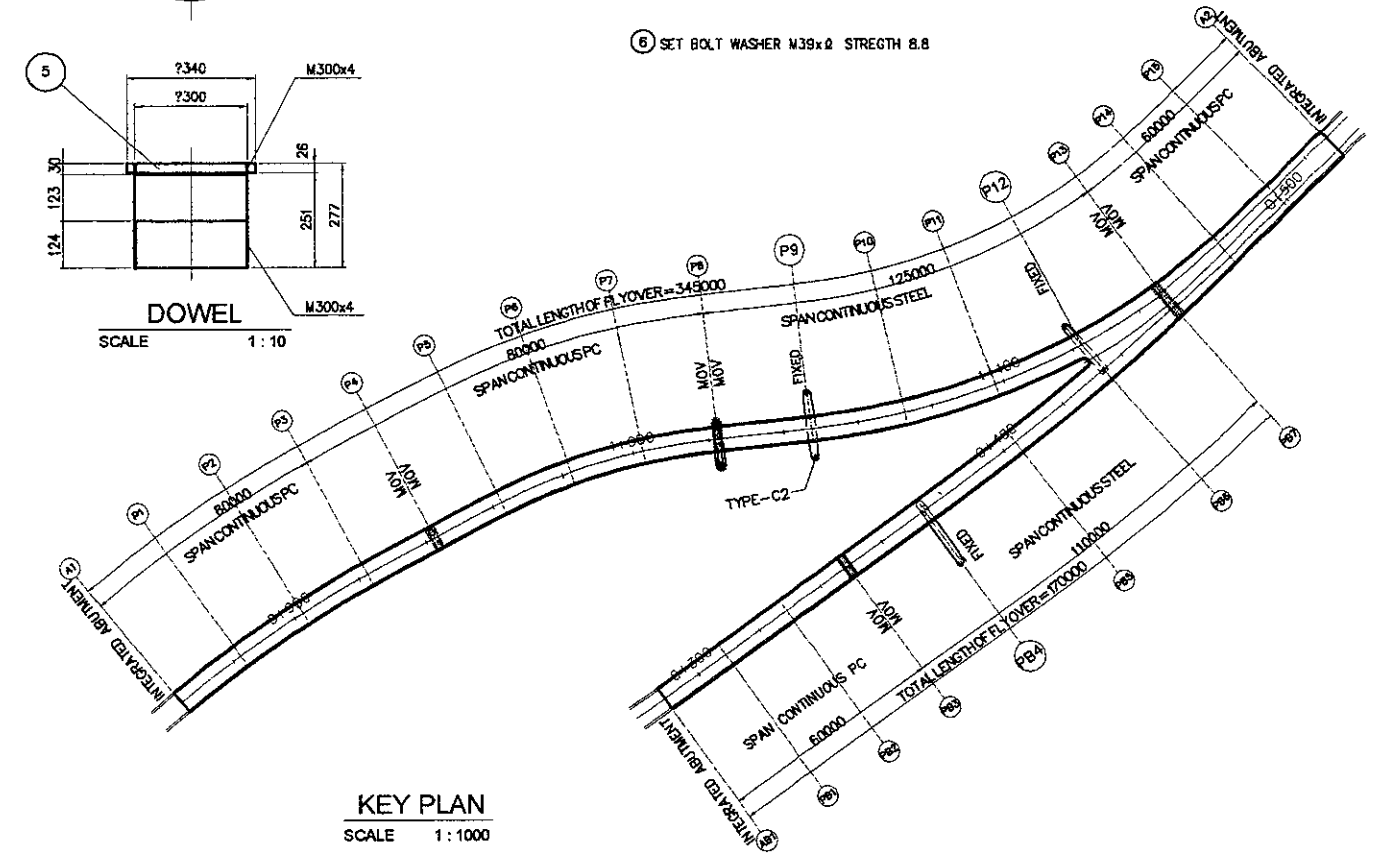 6 SET BOLT WASHER M39x2 STREGTH 8.8
5
?340
?300
M300x4
30
123
124
26
251
277
M300x4
DOWEL
SCALE 1 : 10
INTEGRATED ABUTMENT
A1
P1
P2
P3
P4
P5
P6
P7
P8
P9
P10
P11
P12
P13
P14
P15
A2
INTEGRATED ABUTMENT
TOTAL LENGTH OF FLYOVER = 345000
60000
SPAN CONTINUOUS PC
80000
SPAN CONTINUOUS PC
125000
SPAN CONTINUOUS STEEL
60000
SPAN CONTINUOUS PC
MOV
MOV
MOV
MOV
FIXED
FIXED
MOV
MOV
TYPE-C2
0+500
INTEGRATED ABUTMENT
AB1
PB1
PB2
PB3
PB4
PB5
PB6
PB7
SPAN CONTINUOUS PC
60000
MOV
MOV
FIXED
SPAN CONTINUOUS STEEL
110000
TOTAL LENGTH OF FLYOVER = 170000
KEY PLAN
SCALE 1 : 1000